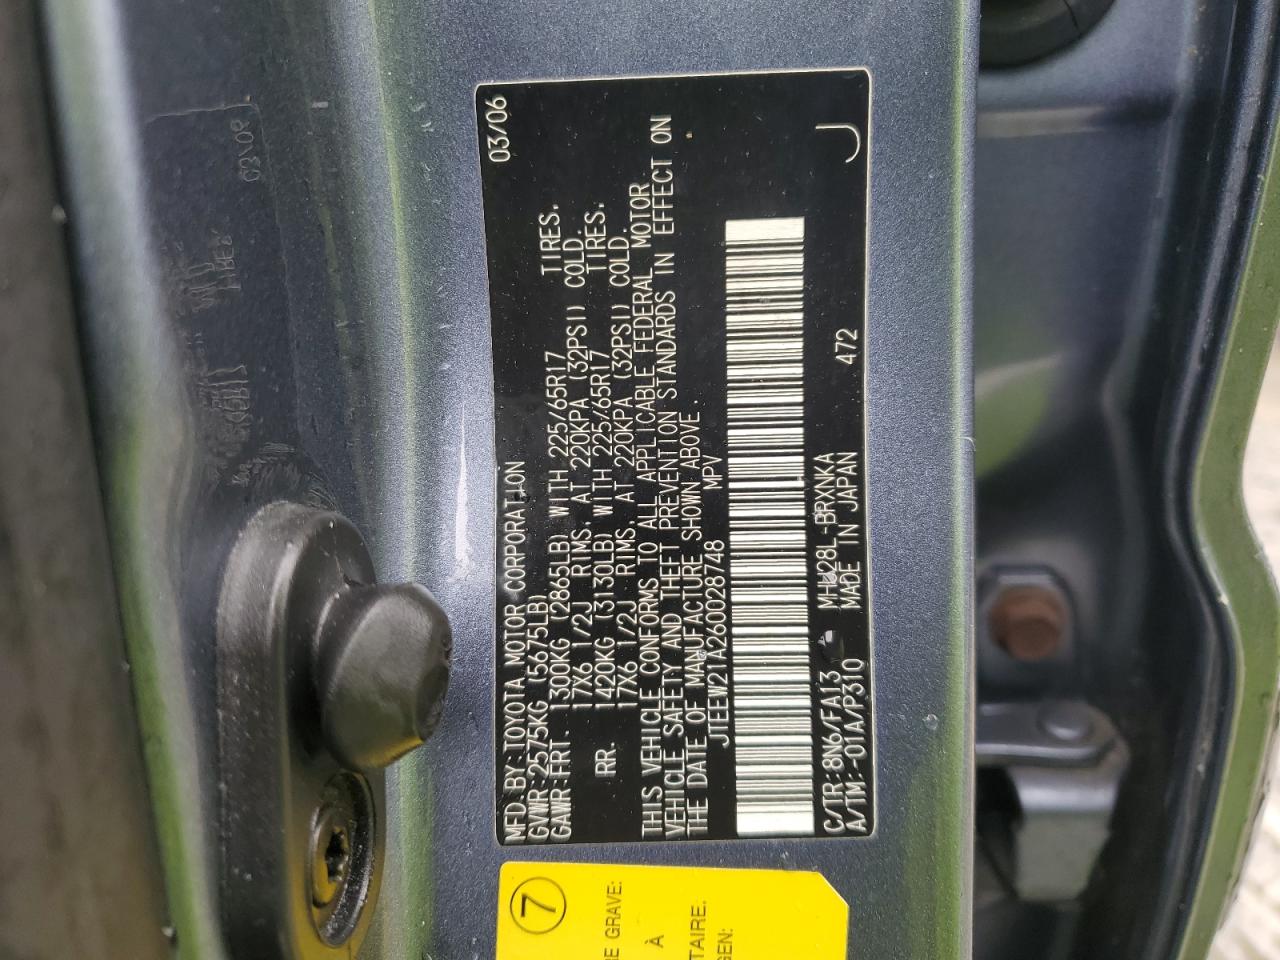 03/06
MFD. BY: TOYOTA MOTOR CORPORATION
GVWR: 2575KG (5675LB)
GAWR: FRT. 1300KG (2865LB) WITH 225/65R17 TIRES.
17X6 1/2J RIMS, AT 220KPA (32PSI) COLD.
RR. 1420KG (3130LB) WITH 225/65R17 TIRES.
17X6 1/2J RIMS, AT 220KPA (32PSI) COLD.
THIS VEHICLE CONFORMS TO ALL APPLICABLE FEDERAL MOTOR
VEHICLE SAFETY AND THEFT PREVENTION STANDARDS IN EFFECT ON
THE DATE OF MANUFACTURE SHOWN ABOVE.
JTEEW21A260028748 MPV
C/TR:8N6/FA13 MHU28L-BRXNKA
A/TM:-01A/P310 MADE IN JAPAN 472
J
7
E GRAVE:
À
TAIRE.
GEN: